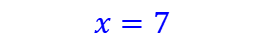 x = 7